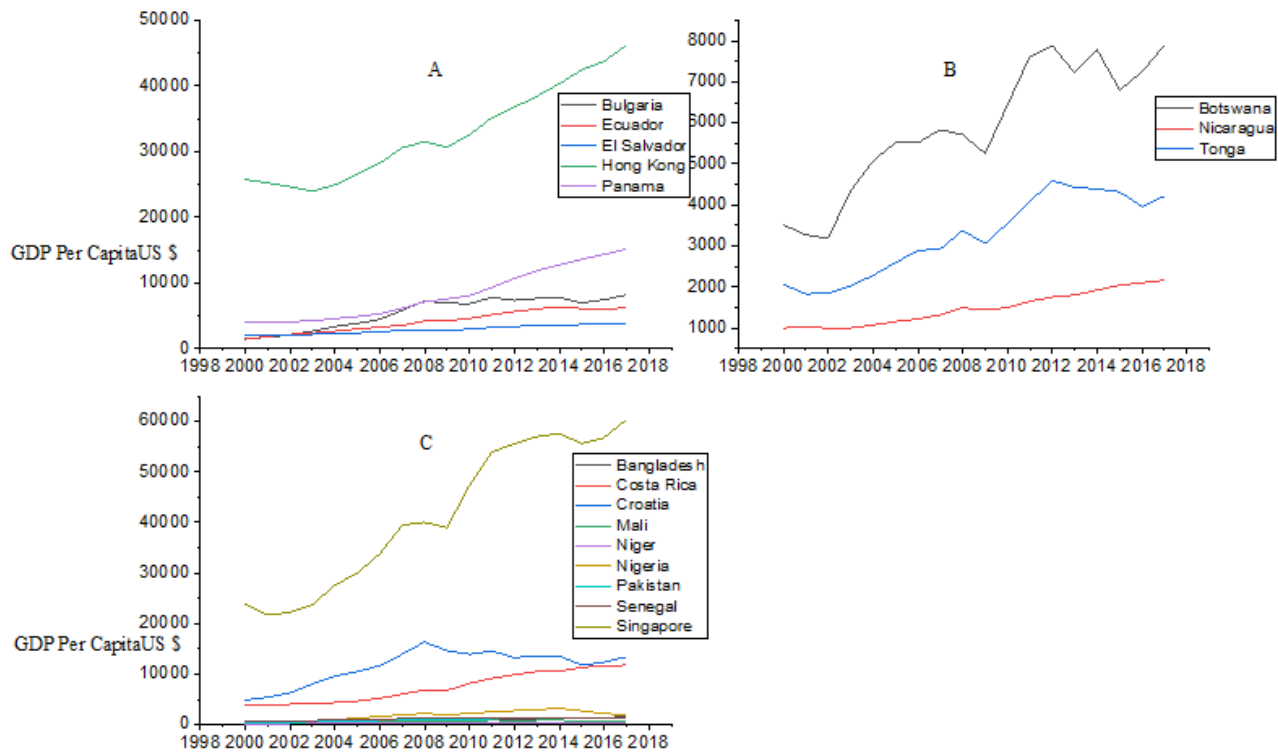 50000
40000
30000
20000
10000
0
1998 2000 2002 2004 2006 2008 2010 2012 2014 2016 2018
GDP Per CapitaUS $
A
Bulgaria
Ecuador
El Salvador
Hong Kong
Panama
8000
7000
6000
5000
4000
3000
2000
1000
1998 2000 2002 2004 2006 2008 2010 2012 2014 2016 2018
B
Botswana
Nicaragua
Tonga
60000
50000
40000
30000
20000
10000
0
1998 2000 2002 2004 2006 2008 2010 2012 2014 2016 2018
GDP Per CapitaUS $
C
Bangladesh
Costa Rica
Croatia
Mali
Niger
Nigeria
Pakistan
Senegal
Singapore